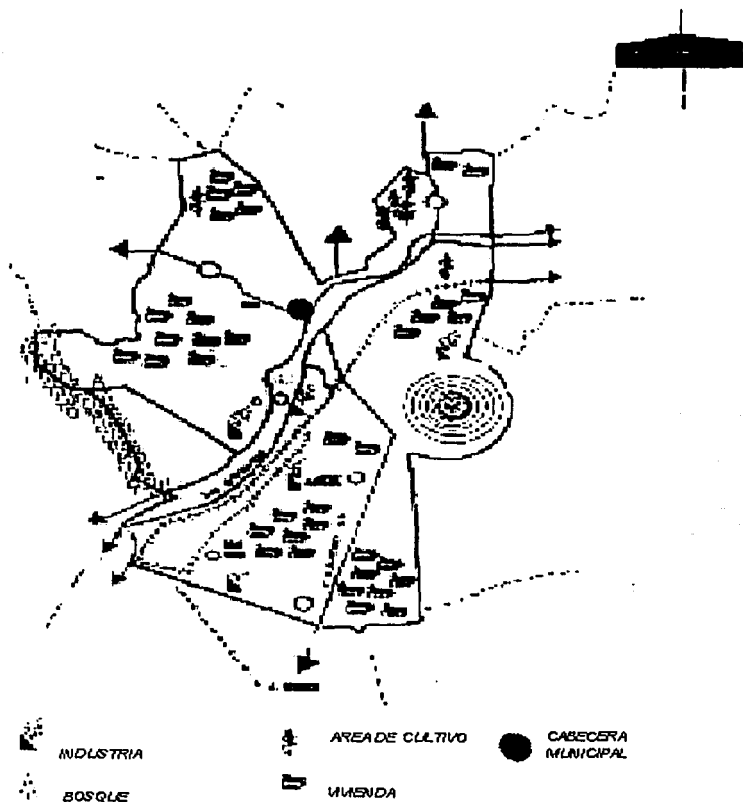 INDUSTRIA
AREA DE CULTIVO
CABECERA
MUNICIPAL
BOSQUE
VIVIENDA